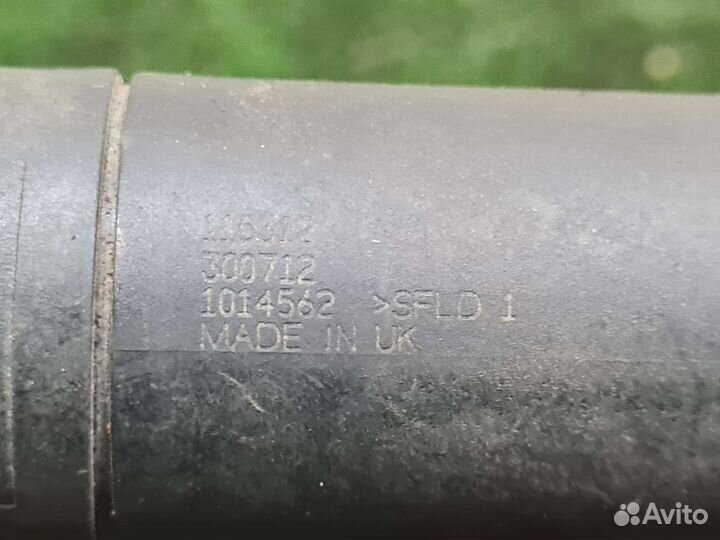 300712
1014562 >SFLD 1
MADE IN UK
Avito